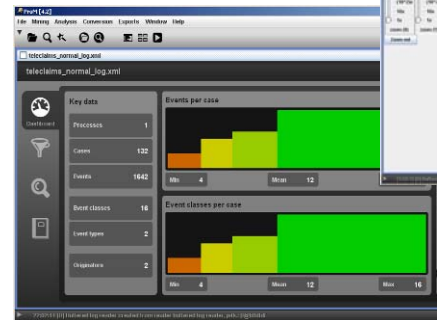 ProM [4.2]
File Mining Analysis Conversion Exports Window Help
teleclaims_normal_log.xml
teleclaims_normal_log.xml
Dashboard
Key data
Processes 1
Cases 132
Events 1642
Event classes 16
Event types 2
Originators 2
Events per case
Min 4 Mean 12
Event classes per case
Min 4 Mean 12 Max 16